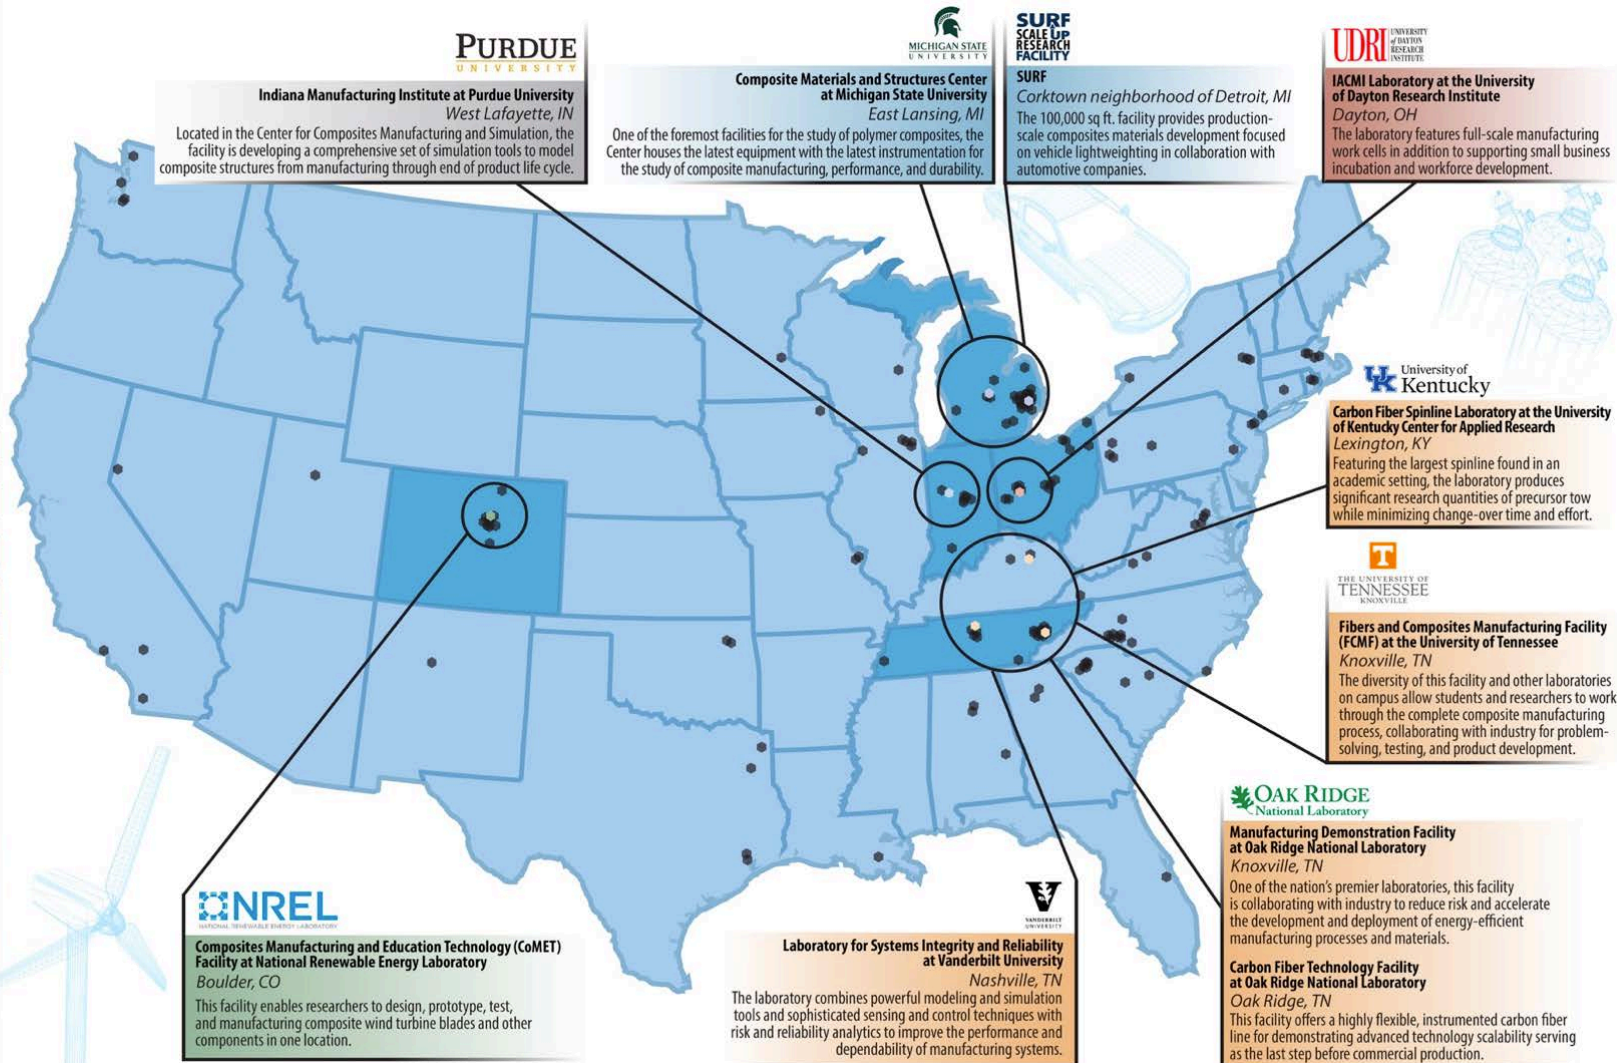 PURDUE
UNIVERSITY
Indiana Manufacturing Institute at Purdue University
West Lafayette, IN
Located in the Center for Composites Manufacturing and Simulation, the
facility is developing a comprehensive set of simulation tools to model
composite structures from manufacturing through end of product life cycle.
MICHIGAN STATE
UNIVERSITY
Composite Materials and Structures Center
at Michigan State University
East Lansing, MI
One of the foremost facilities for the study of polymer composites, the
Center houses the latest equipment with the latest instrumentation for
the study of composite manufacturing, performance, and durability.
SURF
SCALE UP
RESEARCH
FACILITY
SURF
Corktown neighborhood of Detroit, MI
The 100,000 sq ft. facility provides production-
scale composites materials development focused
on vehicle lightweighting in collaboration with
automotive companies.
UDRI
UNIVERSITY
of DAYTON
RESEARCH
INSTITUTE
IACMI Laboratory at the University
of Dayton Research Institute
Dayton, OH
The laboratory features full-scale manufacturing
work cells in addition to supporting small business
incubation and workforce development.
UK
University of
Kentucky
Carbon Fiber Spinline Laboratory at the University
of Kentucky Center for Applied Research
Lexington, KY
Featuring the largest spinline found in an
academic setting, the laboratory produces
significant research quantities of precursor tow
while minimizing change-over time and effort.
T
THE UNIVERSITY OF
TENNESSEE
KNOXVILLE
Fibers and Composites Manufacturing Facility
(FCMF) at the University of Tennessee
Knoxville, TN
The diversity of this facility and other laboratories
on campus allow students and researchers to work
through the complete composite manufacturing
process, collaborating with industry for problem-
solving, testing, and product development.
OAK RIDGE
National Laboratory
Manufacturing Demonstration Facility
at Oak Ridge National Laboratory
Knoxville, TN
One of the nation's premier laboratories, this facility
is collaborating with industry to reduce risk and accelerate
the development and deployment of energy-efficient
manufacturing processes and materials.
Carbon Fiber Technology Facility
at Oak Ridge National Laboratory
Oak Ridge, TN
This facility offers a highly flexible, instrumented carbon fiber
line for demonstrating advanced technology scalability serving
as the last step before commercial production.
V
VANDERBILT
UNIVERSITY
Laboratory for Systems Integrity and Reliability
at Vanderbilt University
Nashville, TN
The laboratory combines powerful modeling and simulation
tools and sophisticated sensing and control techniques with
risk and reliability analytics to improve the performance and
dependability of manufacturing systems.
NREL
NATIONAL RENEWABLE ENERGY LABORATORY
Composites Manufacturing and Education Technology (CoMET)
Facility at National Renewable Energy Laboratory
Boulder, CO
This facility enables researchers to design, prototype, test,
and manufacturing composite wind turbine blades and other
components in one location.